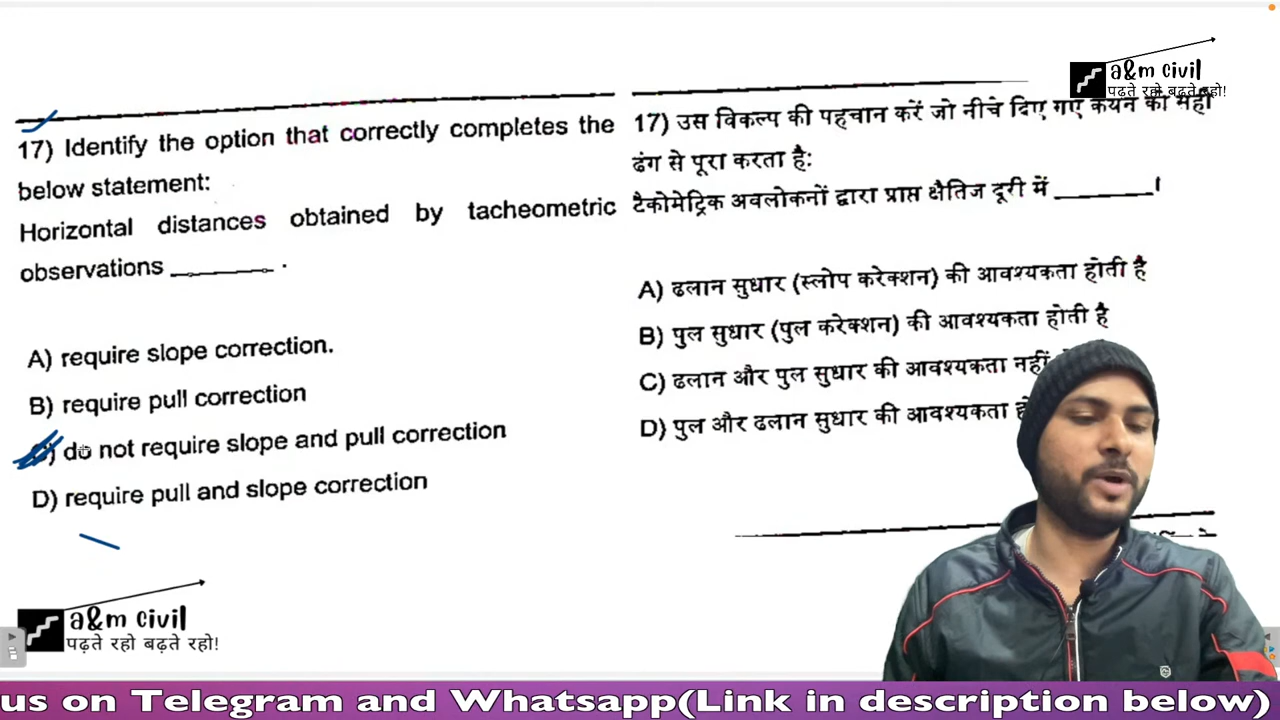 a&m civil
पढ़ते रहो बढ़ते रहो!
17) Identify the option that correctly completes the
below statement:
Horizontal distances obtained by tacheometric
observations ________ .
A) require slope correction.
B) require pull correction
C) do not require slope and pull correction
D) require pull and slope correction
17) उस विकल्प की पहचान करें जो नीचे दिए गए कथन को सही
ढंग से पूरा करता है:
टैकोमेट्रिक अवलोकनों द्वारा प्राप्त क्षैतिज दूरी में ________।
A) ढलान सुधार (स्लोप करेक्शन) की आवश्यकता होती है
B) पुल सुधार (पुल करेक्शन) की आवश्यकता होती है
C) ढलान और पुल सुधार की आवश्यकता नहीं
D) पुल और ढलान सुधार की आवश्यकता
a&m civil
पढ़ते रहो बढ़ते रहो!
us on Telegram and Whatsapp(Link in description below)